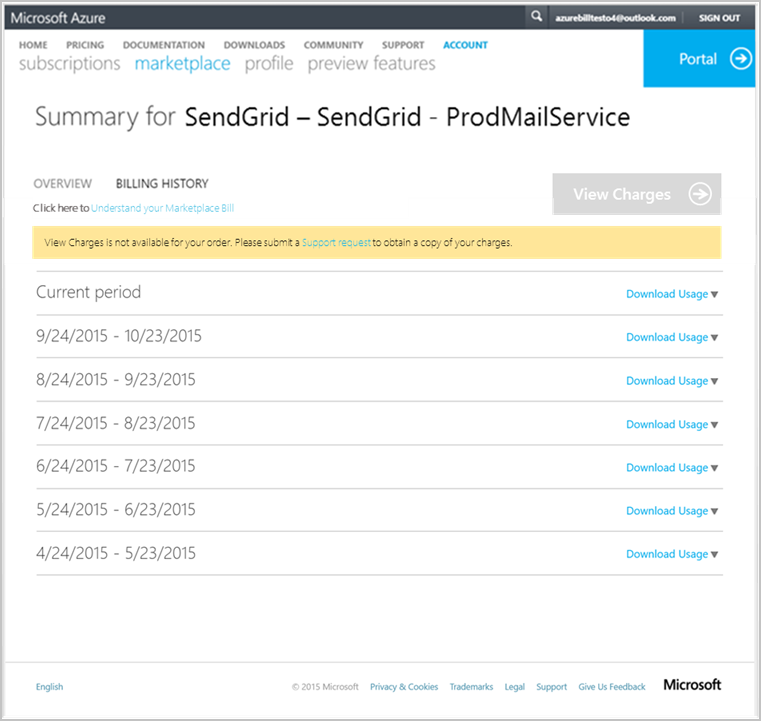 Microsoft Azure azurebilltesto4@outlook.com SIGN OUT
HOME PRICING DOCUMENTATION DOWNLOADS COMMUNITY SUPPORT ACCOUNT
subscriptions marketplace profile preview features
Portal
Summary for SendGrid – SendGrid - ProdMailService
OVERVIEW BILLING HISTORY
View Charges
Click here to Understand your Marketplace Bill
View Charges is not available for your order. Please submit a Support request to obtain a copy of your charges.
Current period Download Usage
9/24/2015 - 10/23/2015 Download Usage
8/24/2015 - 9/23/2015 Download Usage
7/24/2015 - 8/23/2015 Download Usage
6/24/2015 - 7/23/2015 Download Usage
5/24/2015 - 6/23/2015 Download Usage
4/24/2015 - 5/23/2015 Download Usage
English © 2015 Microsoft Privacy & Cookies Trademarks Legal Support Give Us Feedback Microsoft